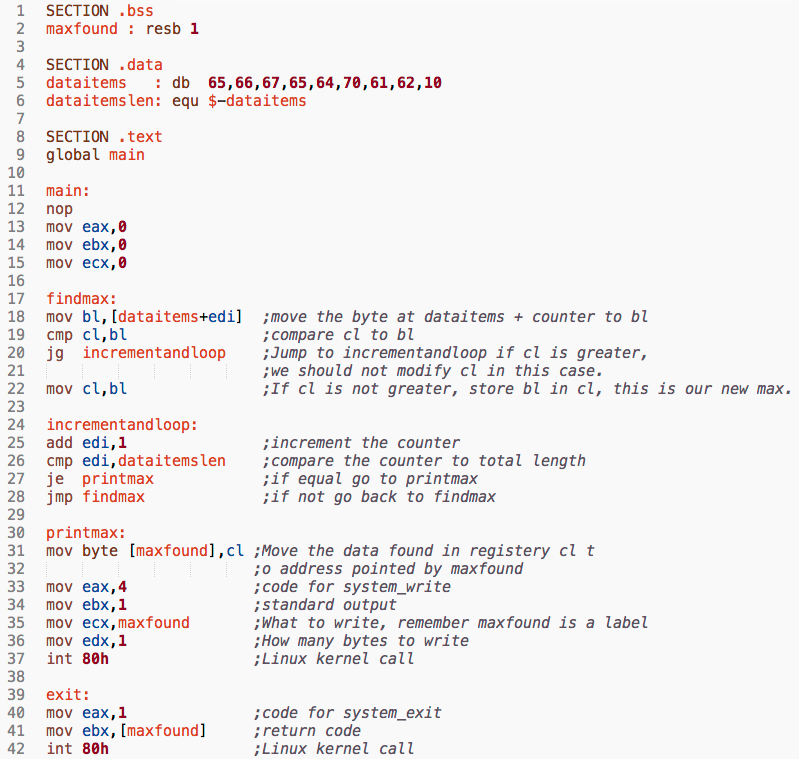 1 SECTION .bss
2 maxfound : resb 1
3
4 SECTION .data
5 dataitems   : db  65,66,67,65,64,70,61,62,10
6 dataitemslen: equ $-dataitems
7
8 SECTION .text
9 global main
10
11 main:
12 nop
13 mov eax,0
14 mov ebx,0
15 mov ecx,0
16
17 findmax:
18 mov bl,[dataitems+edi]  ;move the byte at dataitems + counter to bl
19 cmp cl,bl               ;compare cl to bl
20 jg  incrementandloop    ;Jump to incrementandloop if cl is greater,
21                         ;we should not modify cl in this case.
22 mov cl,bl               ;If cl is not greater, store bl in cl, this is our new max.
23
24 incrementandloop:
25 add edi,1               ;increment the counter
26 cmp edi,dataitemslen    ;compare the counter to total length
27 je  printmax            ;if equal go to printmax
28 jmp findmax             ;if not go back to findmax
29
30 printmax:
31 mov byte [maxfound],cl ;Move the data found in registery cl t
32                        ;o address pointed by maxfound
33 mov eax,4              ;code for system_write
34 mov ebx,1              ;standard output
35 mov ecx,maxfound       ;What to write, remember maxfound is a label
36 mov edx,1              ;How many bytes to write
37 int 80h                ;Linux kernel call
38
39 exit:
40 mov eax,1              ;code for system_exit
41 mov ebx,[maxfound]     ;return code
42 int 80h                ;Linux kernel call